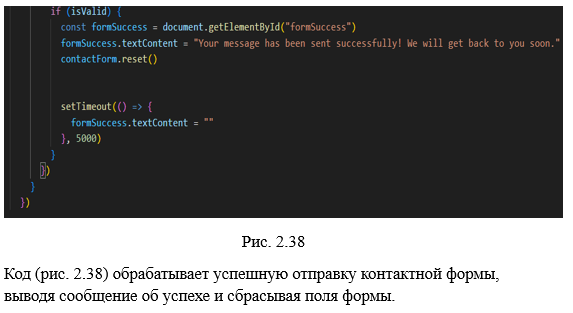 if (isValid) {
const formSuccess = document.getElementById("formSuccess")
formSuccess.textContent = "Your message has been sent successfully! We will get back to you soon."
contactForm.reset()
setTimeout(() => {
formSuccess.textContent = ""
}, 5000)
}
})
}
})
Рис. 2.38
Код (рис. 2.38) обрабатывает успешную отправку контактной формы,
выводя сообщение об успехе и сбрасывая поля формы.